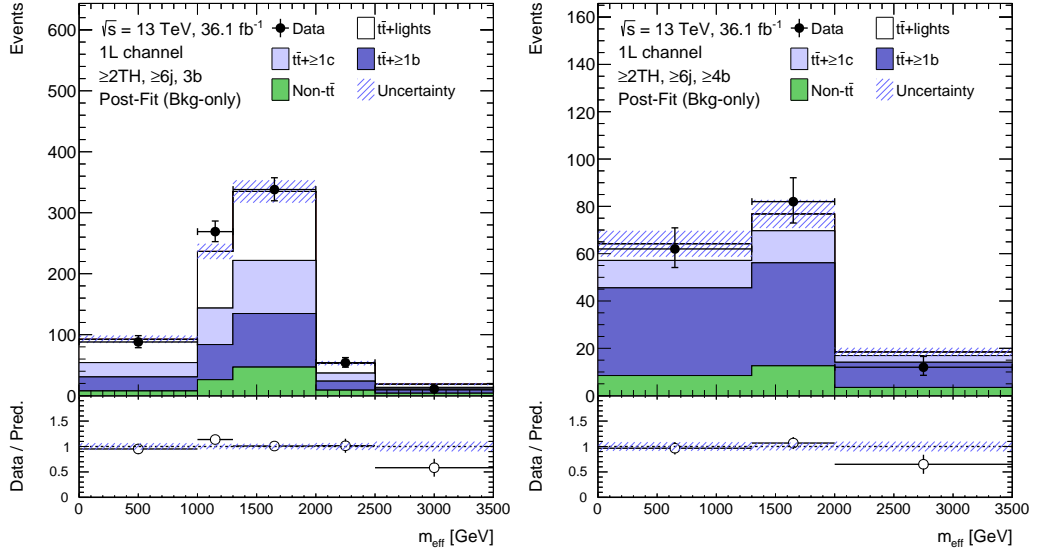 Events
√s = 13 TeV, 36.1 fb⁻¹
1L channel
≥2TH, ≥6j, 3b
Post-Fit (Bkg-only)
Data
tt̄+lights
tt̄+≥1c
tt̄+≥1b
Non-tt̄
Uncertainty
600
500
400
300
200
100
0
Data / Pred.
1.5
1
0.5
0
0 500 1000 1500 2000 2500 3000 3500
m_eff [GeV]
Events
√s = 13 TeV, 36.1 fb⁻¹
1L channel
≥2TH, ≥6j, ≥4b
Post-Fit (Bkg-only)
Data
tt̄+lights
tt̄+≥1c
tt̄+≥1b
Non-tt̄
Uncertainty
160
140
120
100
80
60
40
20
0
Data / Pred.
1.5
1
0.5
0
0 500 1000 1500 2000 2500 3000 3500
m_eff [GeV]